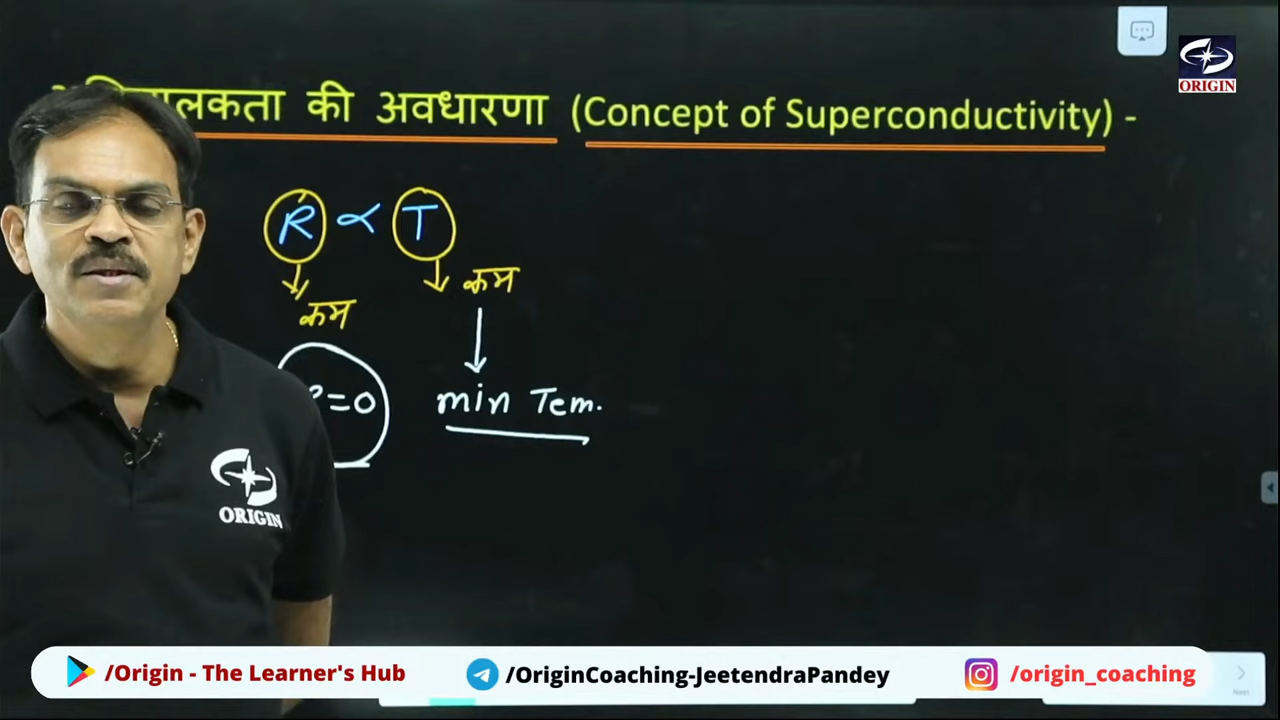 की अवधारणा (Concept of Superconductivity) -
ORIGIN
R ∝ T
कम
कम
=0 min Tem.
ORIGIN
/Origin - The Learner's Hub /OriginCoaching-JeetendraPandey /origin_coaching
Next